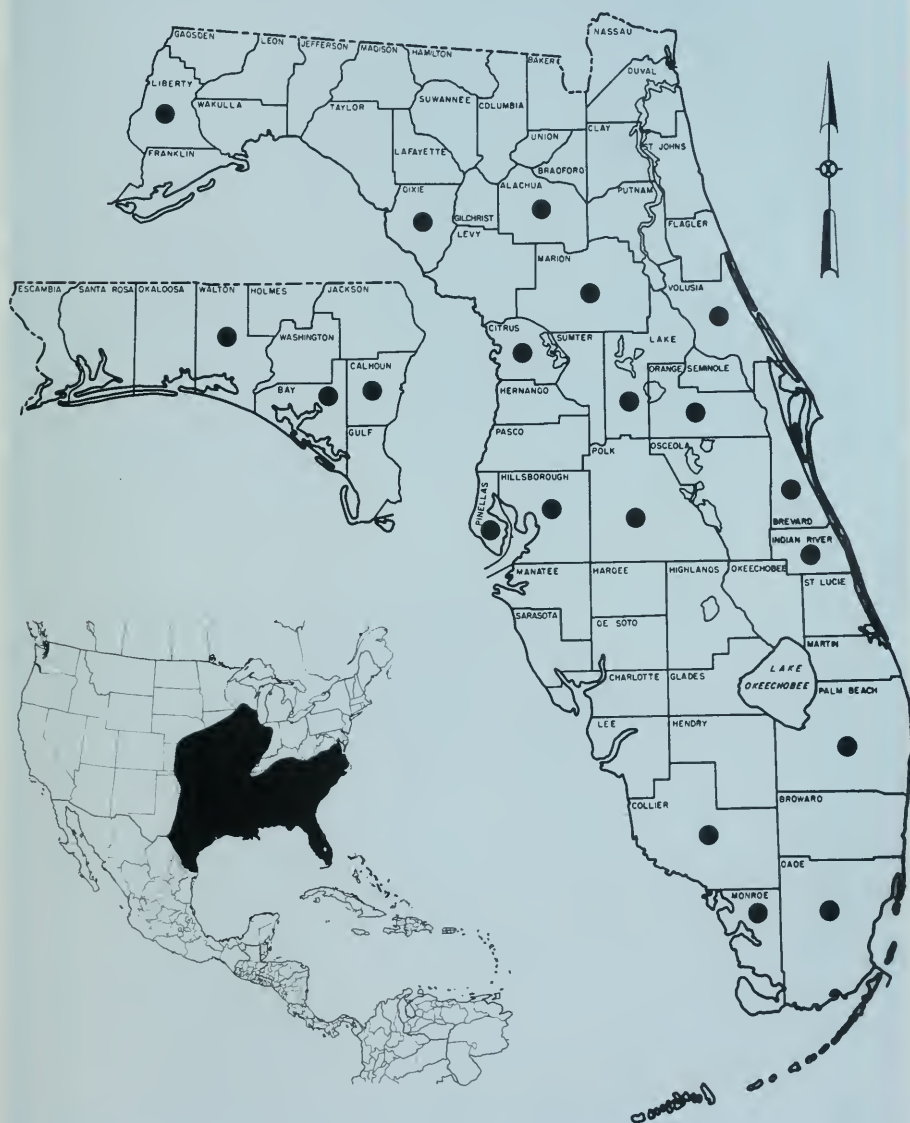 NASSAU
GADSDEN
LEON
JEFFERSON
MADISON
HAMILTON
BAKER
DUVAL
LIBERTY
WAKULLA
TAYLOR
SUWANNEE
COLUMBIA
UNION
CLAY
ST JOHNS
FRANKLIN
LAFAYETTE
BRADFORD
DIXIE
GILCHRIST
ALACHUA
PUTNAM
LEVY
FLAGLER
MARION
VOLUSIA
ESCAMBIA
SANTA ROSA
OKALOOSA
WALTON
HOLMES
JACKSON
WASHINGTON
BAY
CALHOUN
GULF
CITRUS
SUMTER
LAKE
ORANGE
SEMINOLE
HERNANDO
PASCO
POLK
OSCEOLA
PINELLAS
HILLSBOROUGH
BREVARD
INDIAN RIVER
MANATEE
HARDEE
HIGHLANDS
OKEECHOBEE
ST LUCIE
SARASOTA
DE SOTO
MARTIN
CHARLOTTE
GLADES
LAKE
OKEECHOBEE
PALM BEACH
LEE
HENDRY
COLLIER
BROWARD
DADE
MONROE